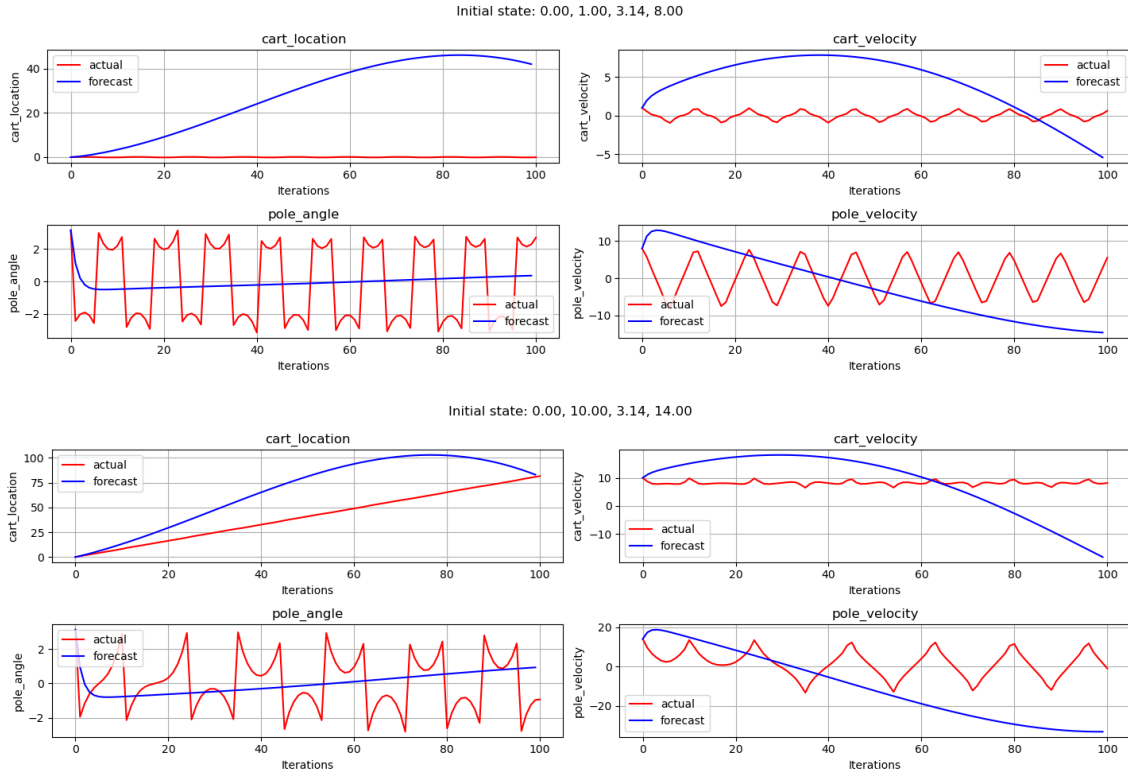 Initial state: 0.00, 1.00, 3.14, 8.00
cart_location
cart_location
40
20
0
actual
forecast
0
20
40
60
80
100
Iterations
cart_velocity
cart_velocity
5
0
−5
actual
forecast
0
20
40
60
80
100
Iterations
pole_angle
pole_angle
2
0
−2
actual
forecast
0
20
40
60
80
100
Iterations
pole_velocity
pole_velocity
10
0
−10
actual
forecast
0
20
40
60
80
100
Iterations
Initial state: 0.00, 10.00, 3.14, 14.00
cart_location
cart_location
100
75
50
25
0
actual
forecast
0
20
40
60
80
100
Iterations
cart_velocity
cart_velocity
10
0
−10
actual
forecast
0
20
40
60
80
100
Iterations
pole_angle
pole_angle
2
0
−2
actual
forecast
0
20
40
60
80
100
Iterations
pole_velocity
pole_velocity
20
0
−20
actual
forecast
0
20
40
60
80
100
Iterations